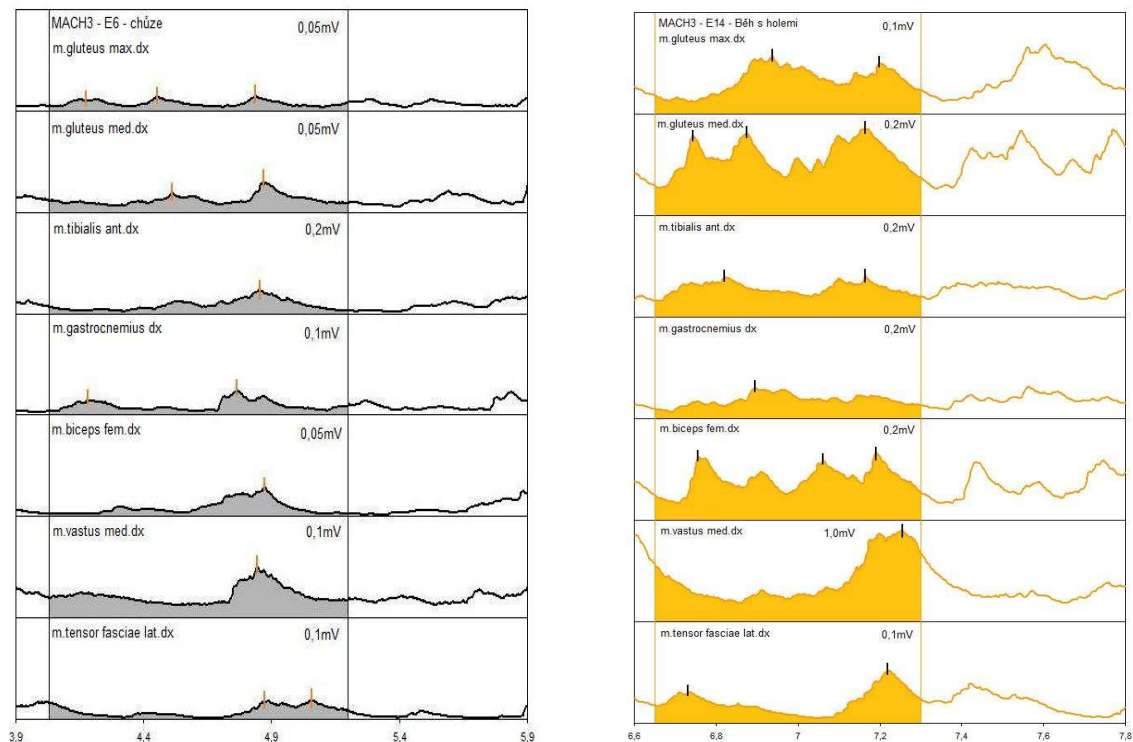 MACH3 - E6 - chůze 0,05mV
m.gluteus max.dx
m.gluteus med.dx 0,05mV
m.tibialis ant.dx 0,2mV
m.gastrocnemius dx 0,1mV
m.biceps fem.dx 0,05mV
m.vastus med.dx 0,1mV
m.tensor fasciae lat.dx 0,1mV
3,9 4,4 4,9 5,4 5,9
MACH3 - E14 - Běh s holemi 0,1mV
m.gluteus max.dx
m.gluteus med.dx 0,2mV
m.tibialis ant.dx 0,2mV
m.gastrocnemius dx 0,2mV
m.biceps fem.dx 0,2mV
m.vastus med.dx 1,0mV
m.tensor fasciae lat.dx 0,1mV
6,6 6,8 7 7,2 7,4 7,6 7,8